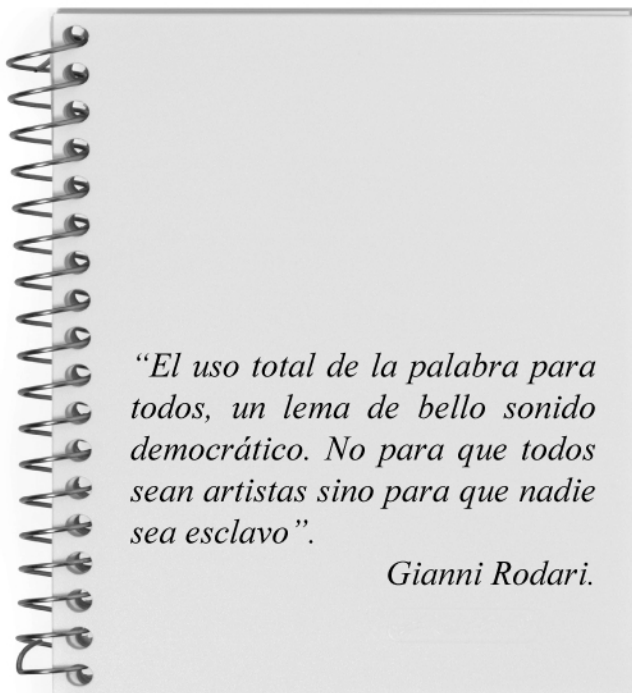 “El uso total de la palabra para
todos, un lema de bello sonido
democrático. No para que todos
sean artistas sino para que nadie
sea esclavo”.
Gianni Rodari.